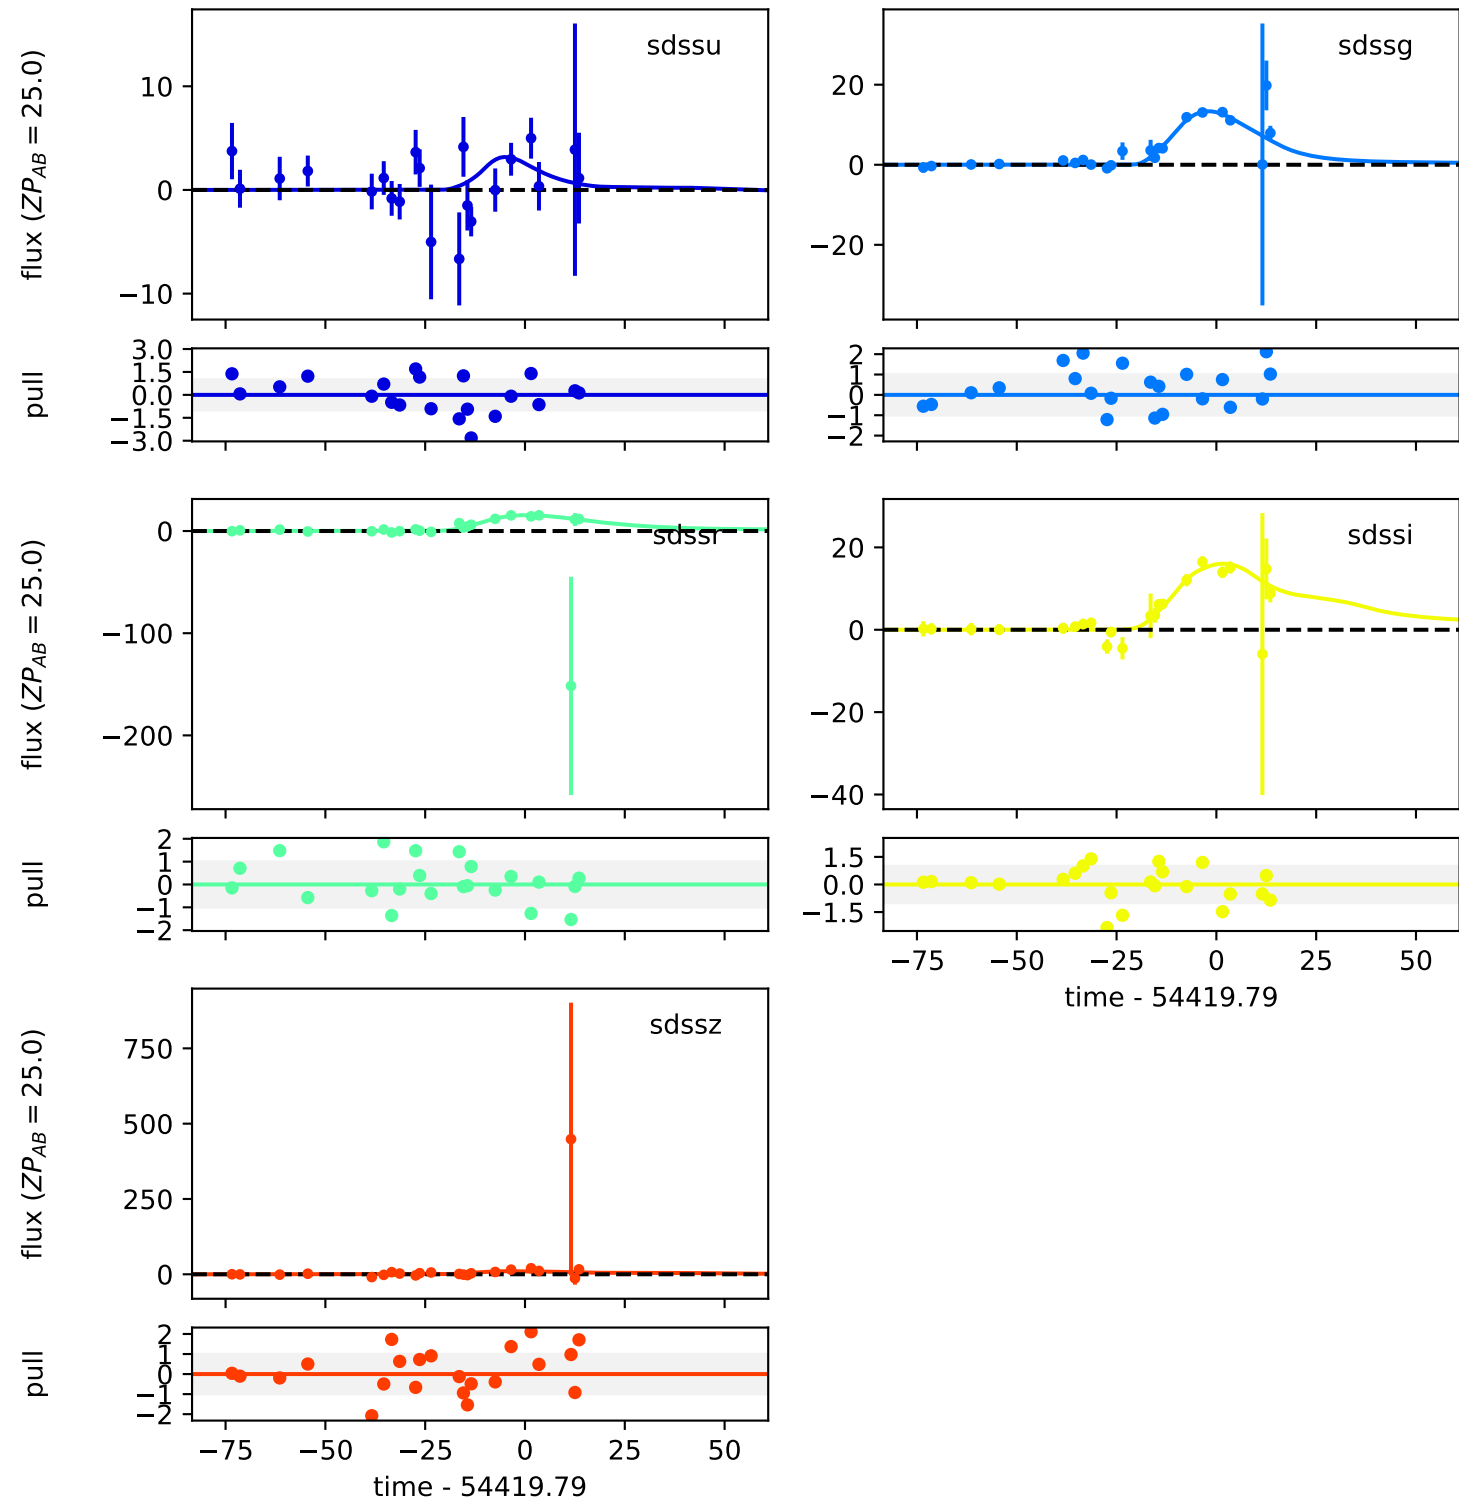 sdssu
flux (ZP_AB = 25.0)
10
0
−10
sdssg
20
0
−20
pull
3.0
1.5
0.0
−1.5
−3.0
2
1
0
−1
−2
sdssr
flux (ZP_AB = 25.0)
0
−100
−200
sdssi
20
0
−20
−40
pull
2
1
0
−1
−2
1.5
0.0
−1.5
−75 −50 −25 0 25 50
time - 54419.79
sdssz
flux (ZP_AB = 25.0)
750
500
250
0
pull
2
1
0
−1
−2
−75 −50 −25 0 25 50
time - 54419.79